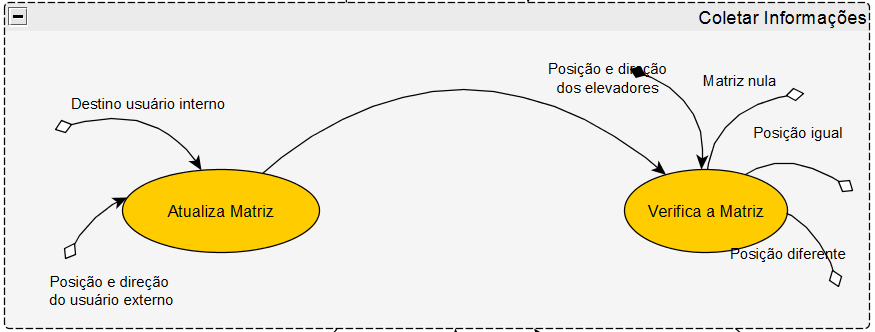 Coletar Informações
Destino usuário interno
Posição e direção
dos elevadores
Matriz nula
Posição igual
Atualiza Matriz
Verifica a Matriz
Posição diferente
Posição e direção
do usuário externo